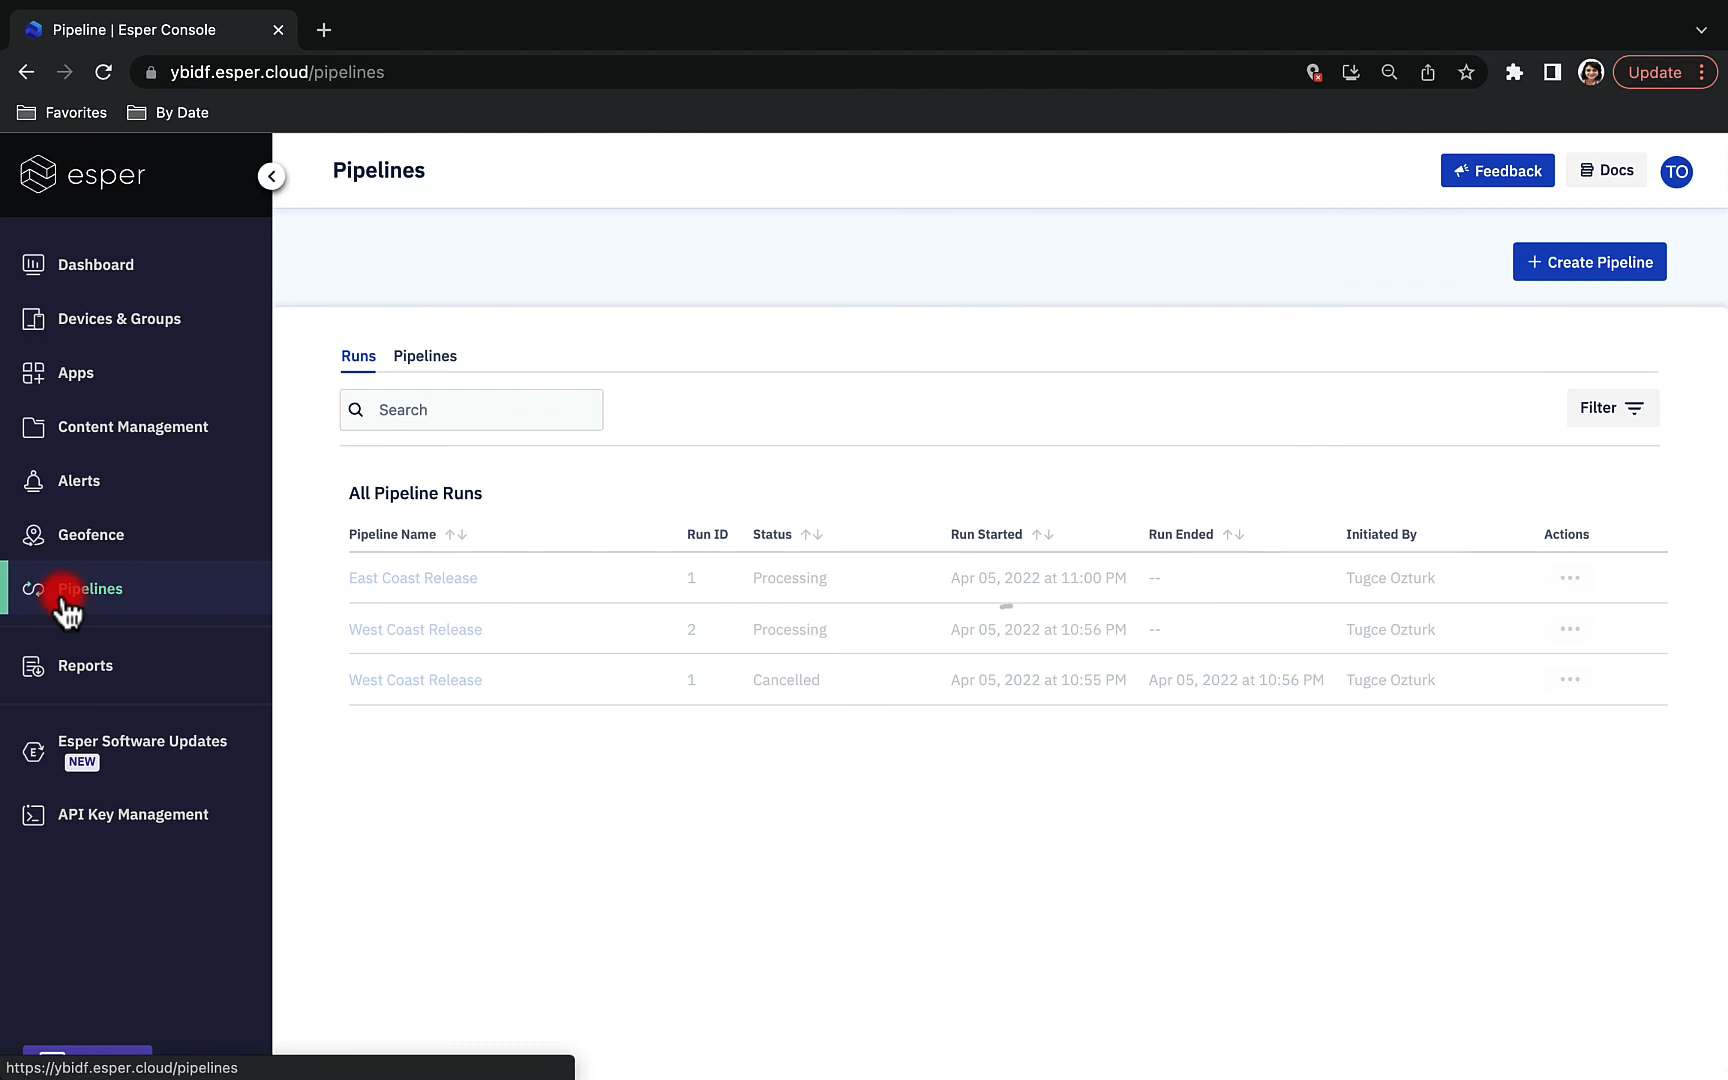 Pipeline | Esper Console
ybidf.esper.cloud/pipelines
Update
Favorites By Date
esper
Pipelines
Feedback
Docs
TO
Dashboard
Devices & Groups
Apps
Content Management
Alerts
Geofence
Pipelines
Reports
Esper Software Updates
NEW
API Key Management
+ Create Pipeline
Runs Pipelines
Search
Filter
All Pipeline Runs
Pipeline Name Run ID Status Run Started Run Ended Initiated By Actions
East Coast Release 1 Processing Apr 05, 2022 at 11:00 PM -- Tugce Ozturk
West Coast Release 2 Processing Apr 05, 2022 at 10:56 PM -- Tugce Ozturk
West Coast Release 1 Cancelled Apr 05, 2022 at 10:55 PM Apr 05, 2022 at 10:56 PM Tugce Ozturk
https://ybidf.esper.cloud/pipelines